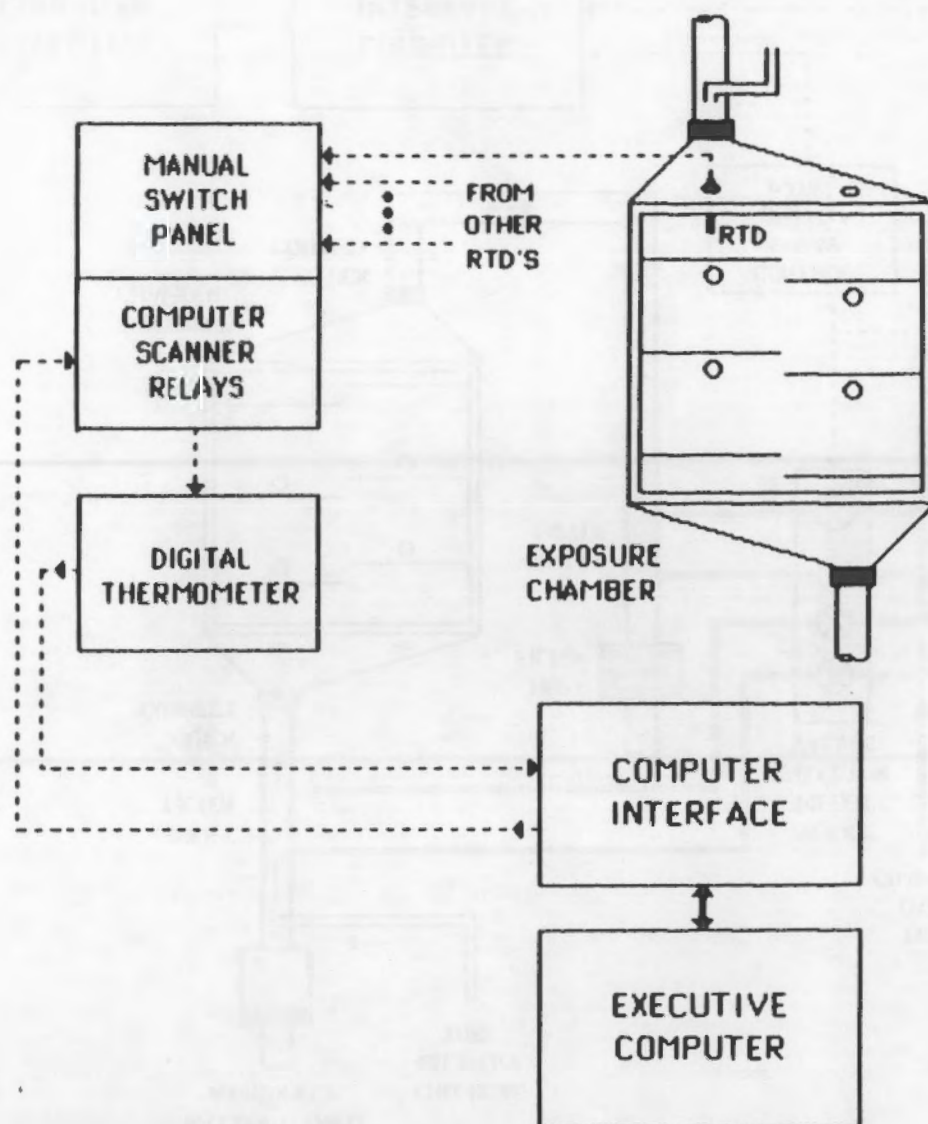 MANUAL
SWITCH
PANEL
FROM
OTHER
RTD'S
RTD
COMPUTER
SCANNER
RELAYS
DIGITAL
THERMOMETER
EXPOSURE
CHAMBER
COMPUTER
INTERFACE
EXECUTIVE
COMPUTER